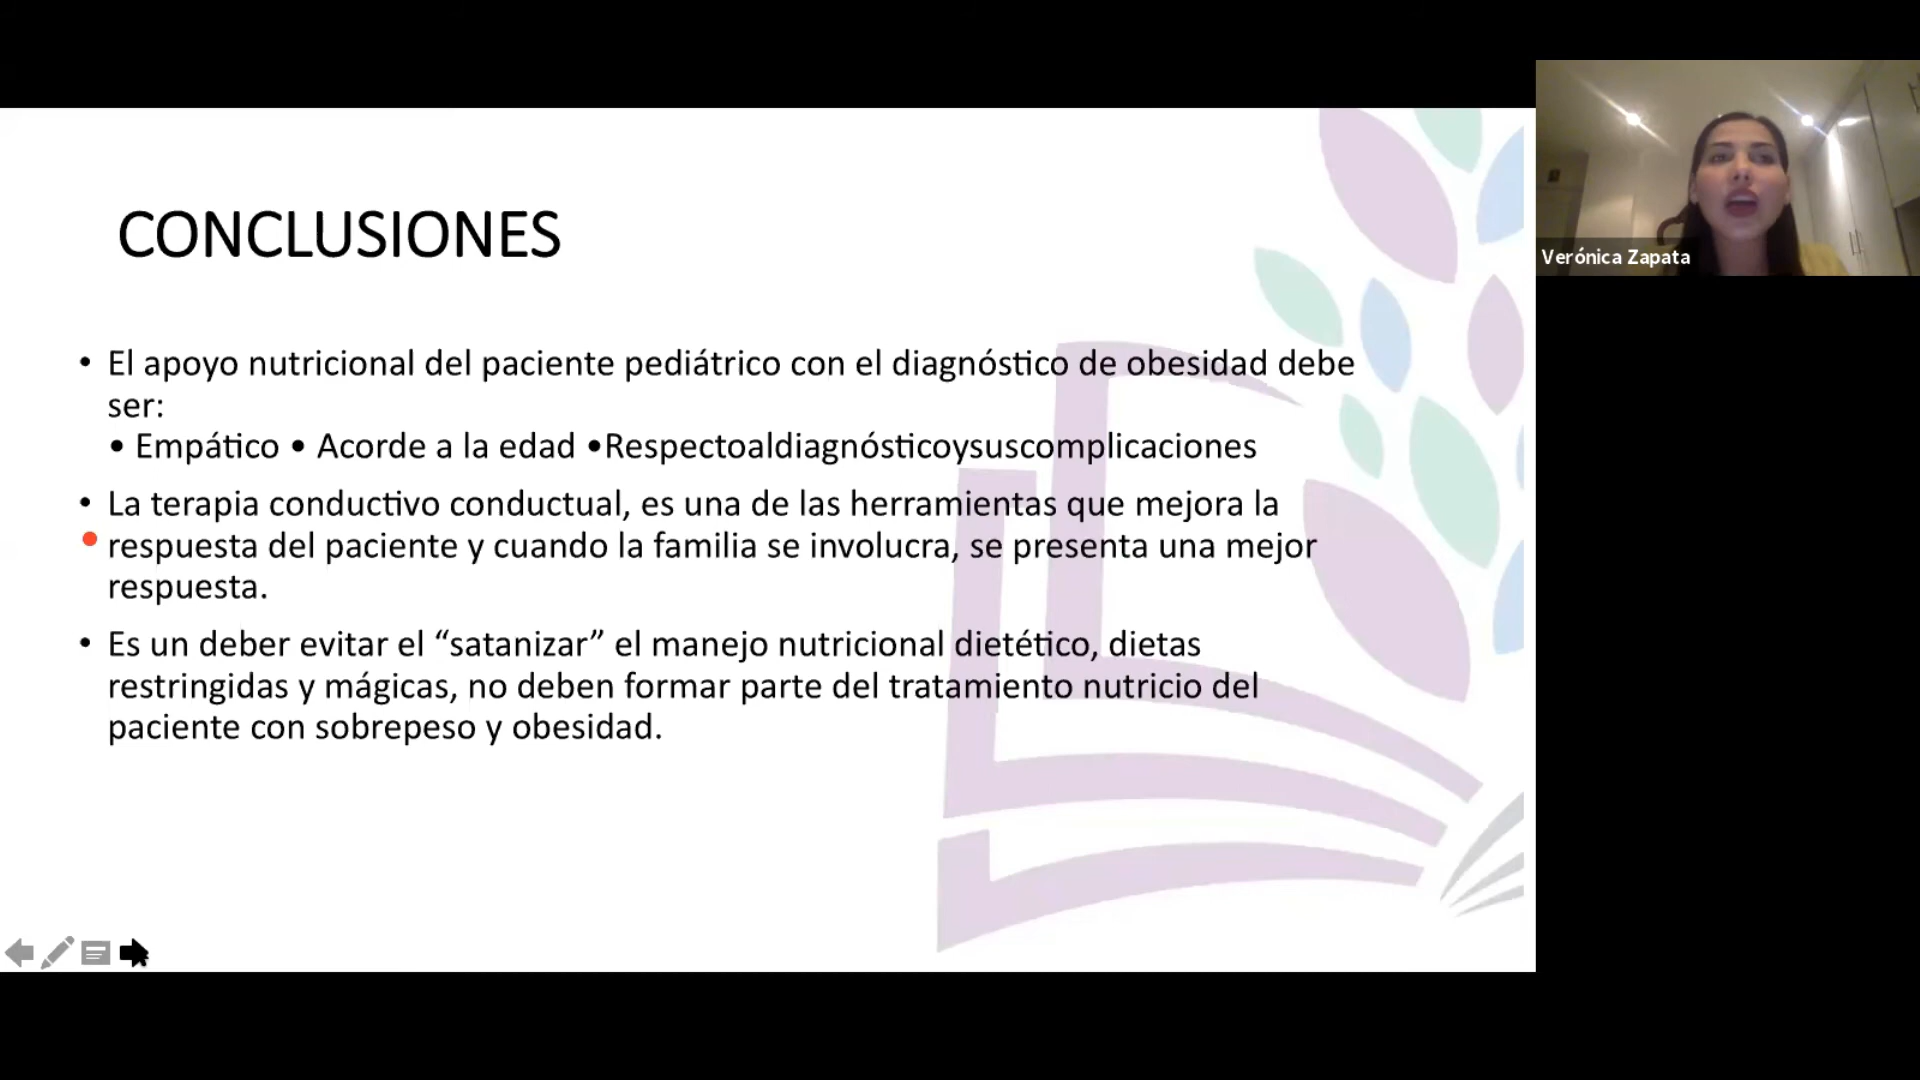 CONCLUSIONES
• El apoyo nutricional del paciente pediátrico con el diagnóstico de obesidad debe
ser:
• Empático • Acorde a la edad •Respectoaldiagnósticoysuscomplicaciones
• La terapia conductivo conductual, es una de las herramientas que mejora la
respuesta del paciente y cuando la familia se involucra, se presenta una mejor
respuesta.
• Es un deber evitar el “satanizar” el manejo nutricional dietético, dietas
restringidas y mágicas, no deben formar parte del tratamiento nutricio del
paciente con sobrepeso y obesidad.
Verónica Zapata